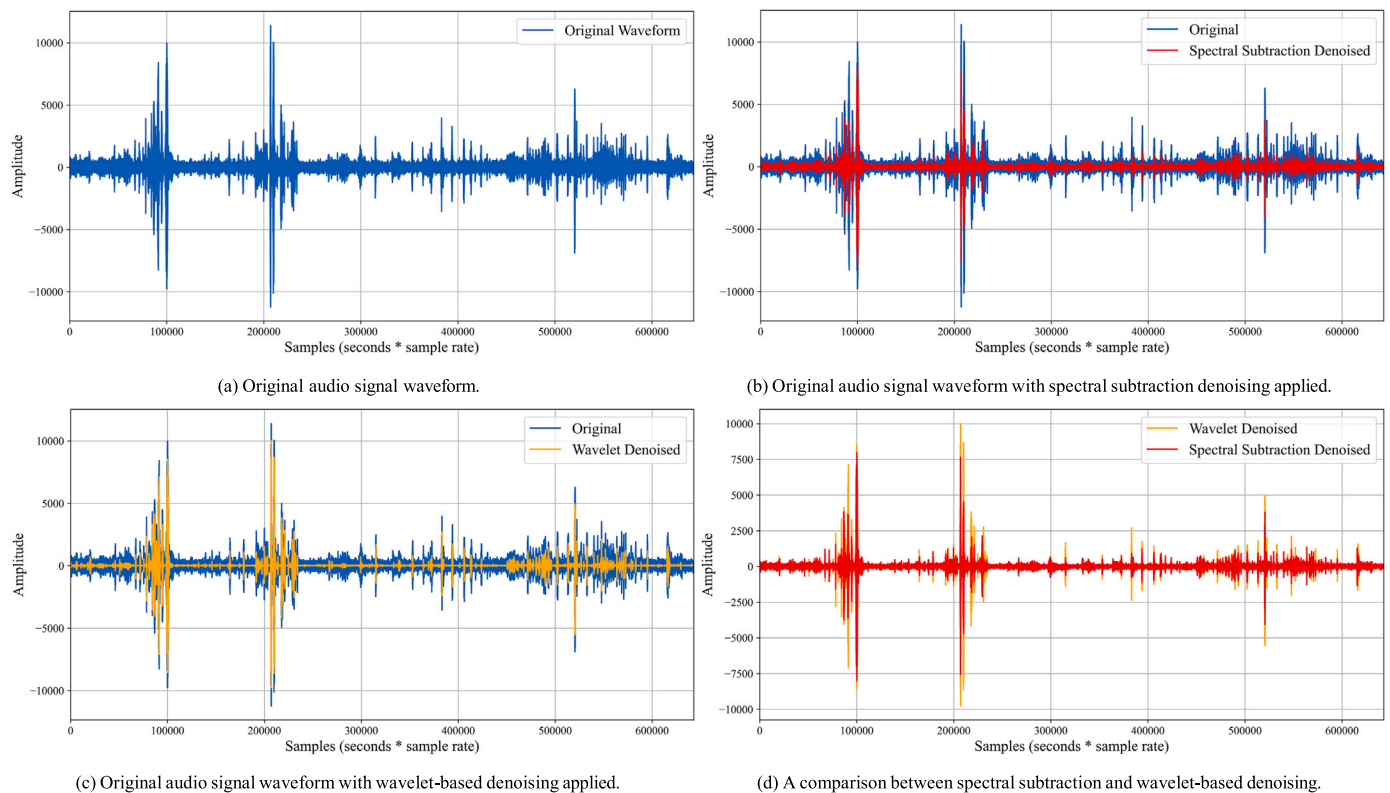 Original Waveform
10000
5000
0
−5000
−10000
Amplitude
0 100000 200000 300000 400000 500000 600000
Samples (seconds * sample rate)
(a) Original audio signal waveform.
Original
Spectral Subtraction Denoised
10000
5000
0
−5000
−10000
Amplitude
0 100000 200000 300000 400000 500000 600000
Samples (seconds * sample rate)
(b) Original audio signal waveform with spectral subtraction denoising applied.
Original
Wavelet Denoised
10000
5000
0
−5000
−10000
Amplitude
0 100000 200000 300000 400000 500000 600000
Samples (seconds * sample rate)
(c) Original audio signal waveform with wavelet-based denoising applied.
Wavelet Denoised
Spectral Subtraction Denoised
10000
7500
5000
2500
0
−2500
−5000
−7500
−10000
Amplitude
0 100000 200000 300000 400000 500000 600000
Samples (seconds * sample rate)
(d) A comparison between spectral subtraction and wavelet-based denoising.